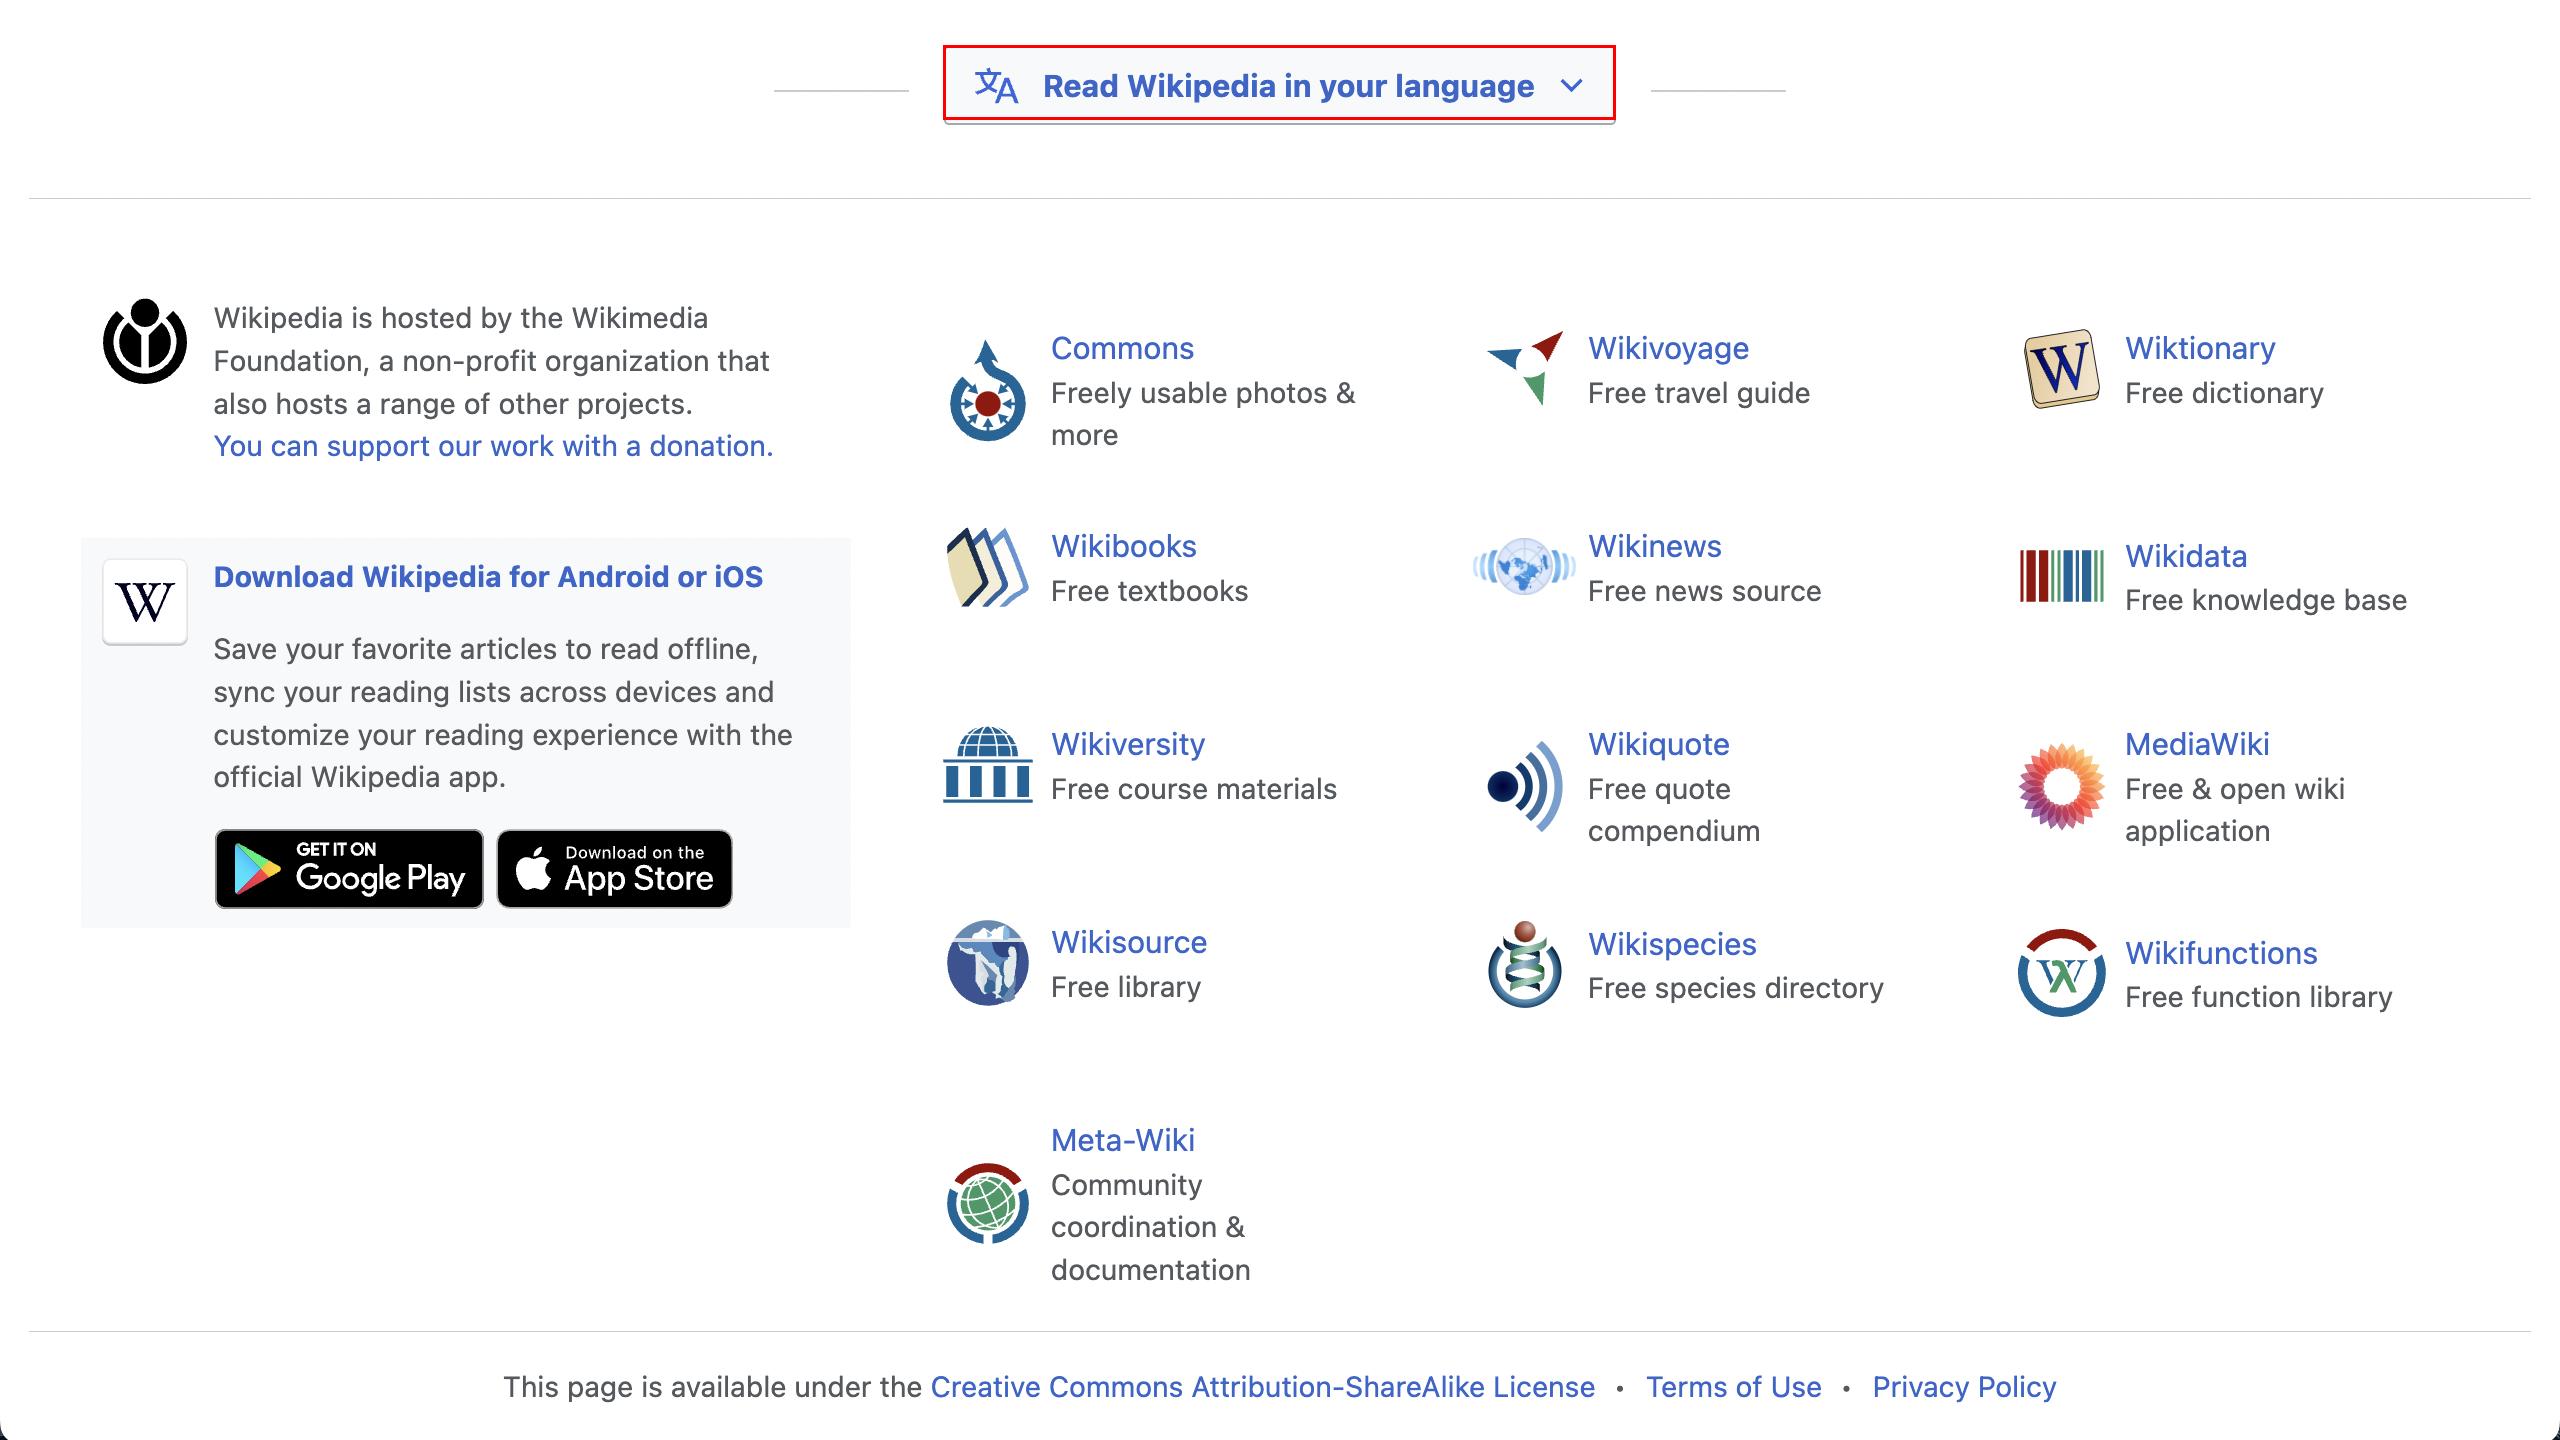 Read Wikipedia in your language
Wikipedia is hosted by the Wikimedia
Foundation, a non-profit organization that
also hosts a range of other projects.
You can support our work with a donation.
W
Download Wikipedia for Android or iOS
Save your favorite articles to read offline,
sync your reading lists across devices and
customize your reading experience with the
official Wikipedia app.
GET IT ON
Google Play
Download on the
App Store
Commons
Freely usable photos &
more
Wikivoyage
Free travel guide
W
Wiktionary
Free dictionary
Wikibooks
Free textbooks
Wikinews
Free news source
Wikidata
Free knowledge base
Wikiversity
Free course materials
Wikiquote
Free quote
compendium
MediaWiki
Free & open wiki
application
Wikisource
Free library
Wikispecies
Free species directory
Wikifunctions
Free function library
Meta-Wiki
Community
coordination &
documentation
This page is available under the Creative Commons Attribution-ShareAlike License • Terms of Use • Privacy Policy